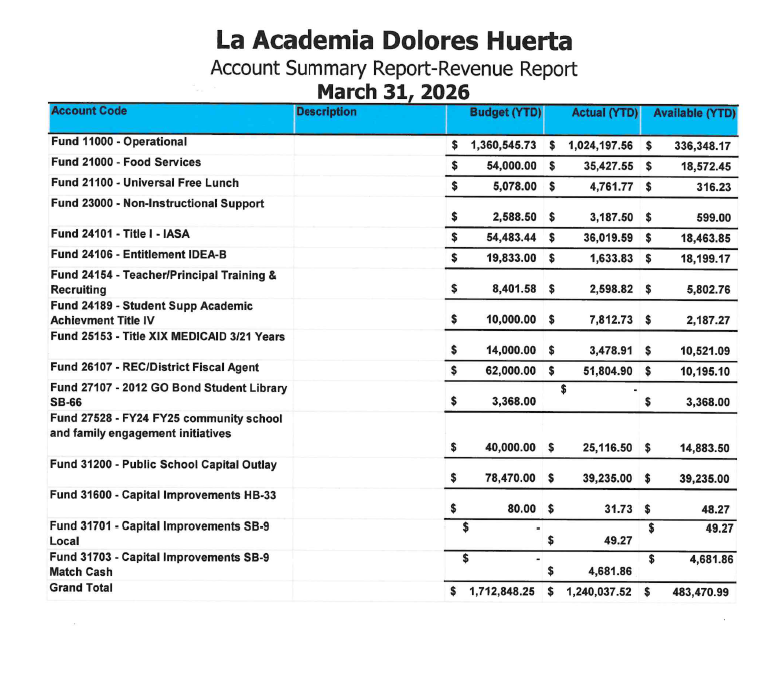 La Academia Dolores Huerta
Account Summary Report-Revenue Report
March 31, 2026
Account Code Description Budget (YTD) Actual (YTD) Available (YTD)
Fund 11000 - Operational $ 1,360,545.73 $ 1,024,197.56 $ 336,348.17
Fund 21000 - Food Services $ 54,000.00 $ 35,427.55 $ 18,572.45
Fund 21100 - Universal Free Lunch $ 5,078.00 $ 4,761.77 $ 316.23
Fund 23000 - Non-Instructional Support
$ 2,588.50 $ 3,187.50 $ 599.00
Fund 24101 - Title I - IASA $ 54,483.44 $ 36,019.59 $ 18,463.85
Fund 24106 - Entitlement IDEA-B $ 19,833.00 $ 1,633.83 $ 18,199.17
Fund 24154 - Teacher/Principal Training &
Recruiting $ 8,401.58 $ 2,598.82 $ 5,802.76
Fund 24189 - Student Supp Academic
Achievment Title IV $ 10,000.00 $ 7,812.73 $ 2,187.27
Fund 25153 - Title XIX MEDICAID 3/21 Years
$ 14,000.00 $ 3,478.91 $ 10,521.09
Fund 26107 - REC/District Fiscal Agent $ 62,000.00 $ 51,804.90 $ 10,195.10
Fund 27107 - 2012 GO Bond Student Library $ -
SB-66 $ 3,368.00 $ 3,368.00
Fund 27528 - FY24 FY25 community school
and family engagement initiatives
$ 40,000.00 $ 25,116.50 $ 14,883.50
Fund 31200 - Public School Capital Outlay
$ 78,470.00 $ 39,235.00 $ 39,235.00
Fund 31600 - Capital Improvements HB-33
$ 80.00 $ 31.73 $ 48.27
Fund 31701 - Capital Improvements SB-9 $ - $ 49.27
Local $ 49.27
Fund 31703 - Capital Improvements SB-9 $ - $ 4,681.86
Match Cash $ 4,681.86
Grand Total $ 1,712,848.25 $ 1,240,037.52 $ 483,470.99